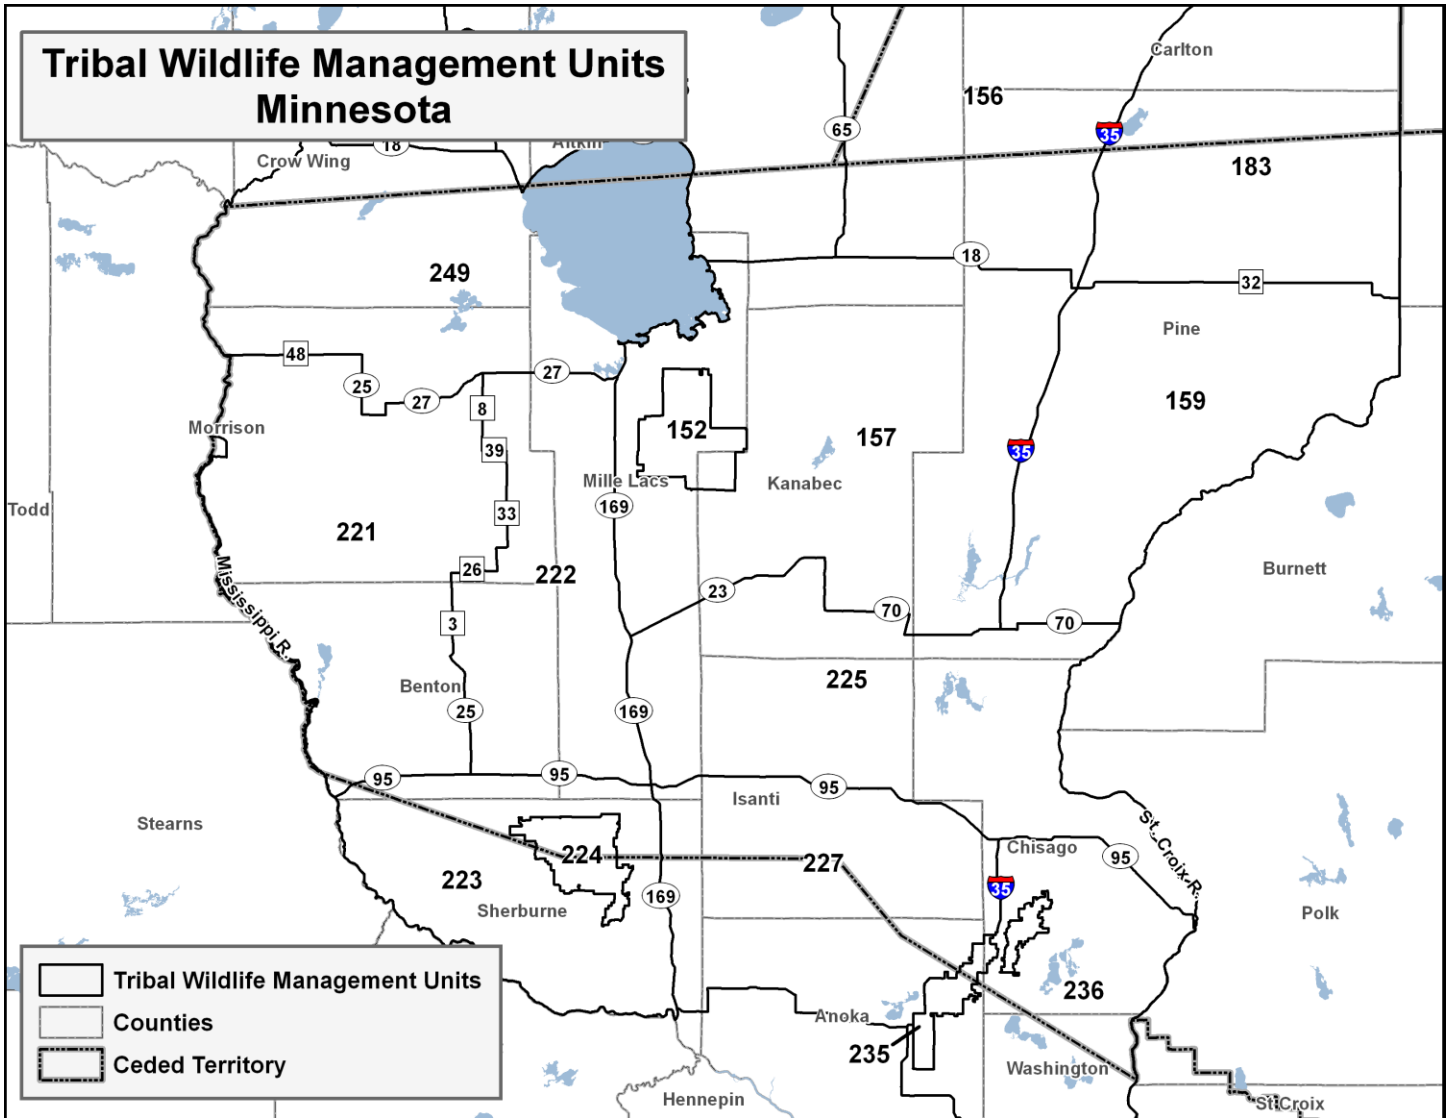 Tribal Wildlife Management Units
Minnesota
Carlton
156
65
35
Aitkin
18
Crow Wing
183
249
18
32
Pine
48
27
25
27
8
159
Morrison
152
157
39
35
Mille Lacs
Kanabec
169
Todd
33
221
26
222
Burnett
23
70
70
3
Mississippi R.
225
Benton
25
169
95
95
95
Isanti
Stearns
St. Croix R.
Chisago
95
224
227
223
35
169
Sherburne
Polk
236
Anoka
235
Washington
Hennepin
St Croix
Tribal Wildlife Management Units
Counties
Ceded Territory